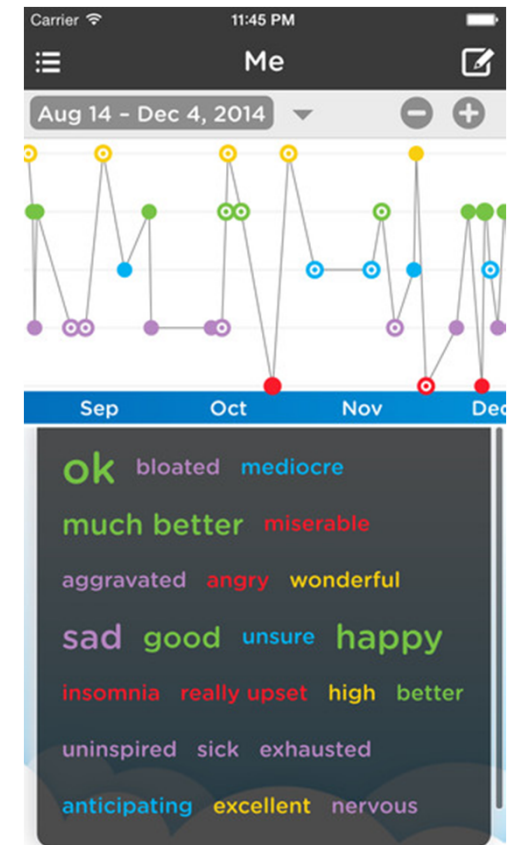 Carrier 11:45 PM
Me
Aug 14 – Dec 4, 2014
Sep Oct Nov Dec
ok bloated mediocre
much better miserable
aggravated angry wonderful
sad good unsure happy
insomnia really upset high better
uninspired sick exhausted
anticipating excellent nervous